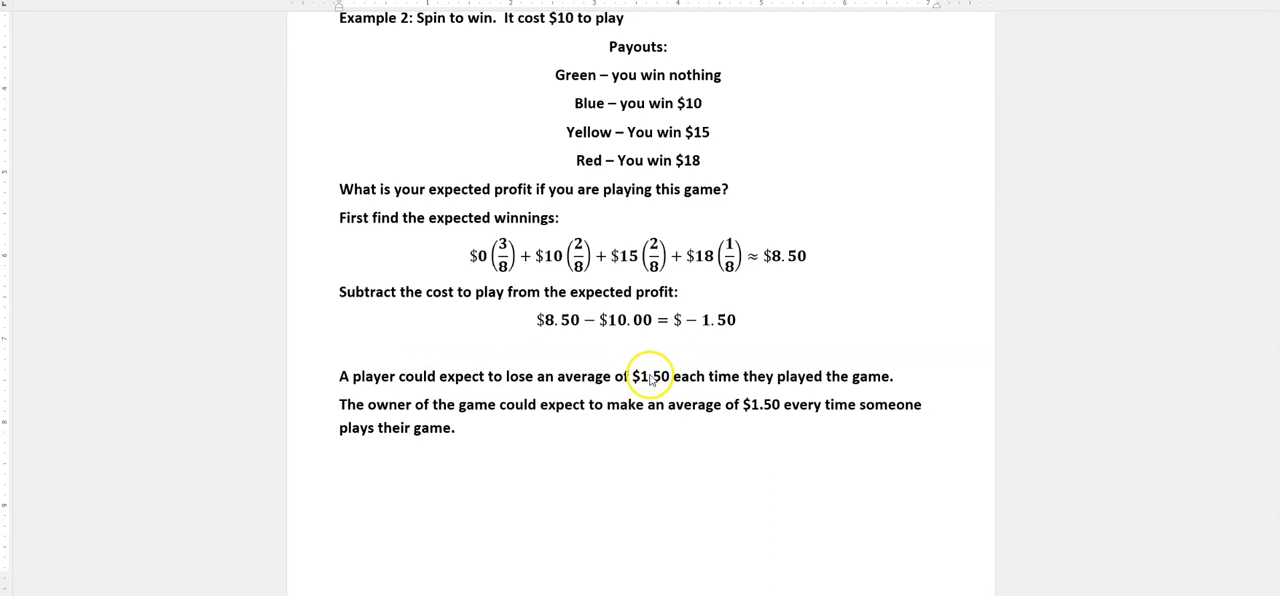 Example 2: Spin to win. It cost $10 to play
Payouts:
Green – you win nothing
Blue – you win $10
Yellow – You win $15
Red – You win $18
What is your expected profit if you are playing this game?
First find the expected winnings:
$0 (3/8) + $10 (2/8) + $15 (2/8) + $18 (1/8) ≈ $8.50
Subtract the cost to play from the expected profit:
$8.50 − $10.00 = $ − 1.50
A player could expect to lose an average of $1.50 each time they played the game.
The owner of the game could expect to make an average of $1.50 every time someone
plays their game.